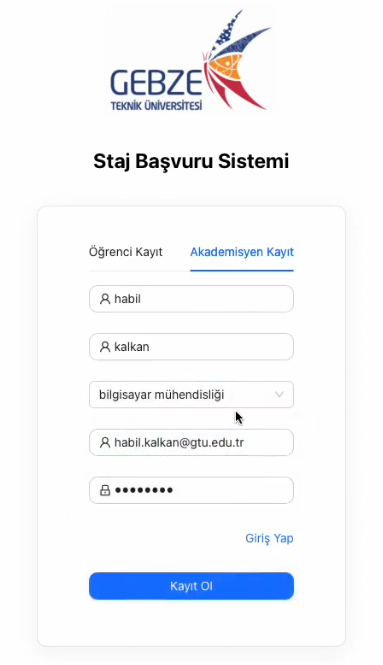 GEBZE
TEKNİK ÜNİVERSİTESİ
Staj Başvuru Sistemi
Öğrenci Kayıt Akademisyen Kayıt
habil
kalkan
bilgisayar mühendisliği
habil.kalkan@gtu.edu.tr
••••••••
Giriş Yap
Kayıt Ol